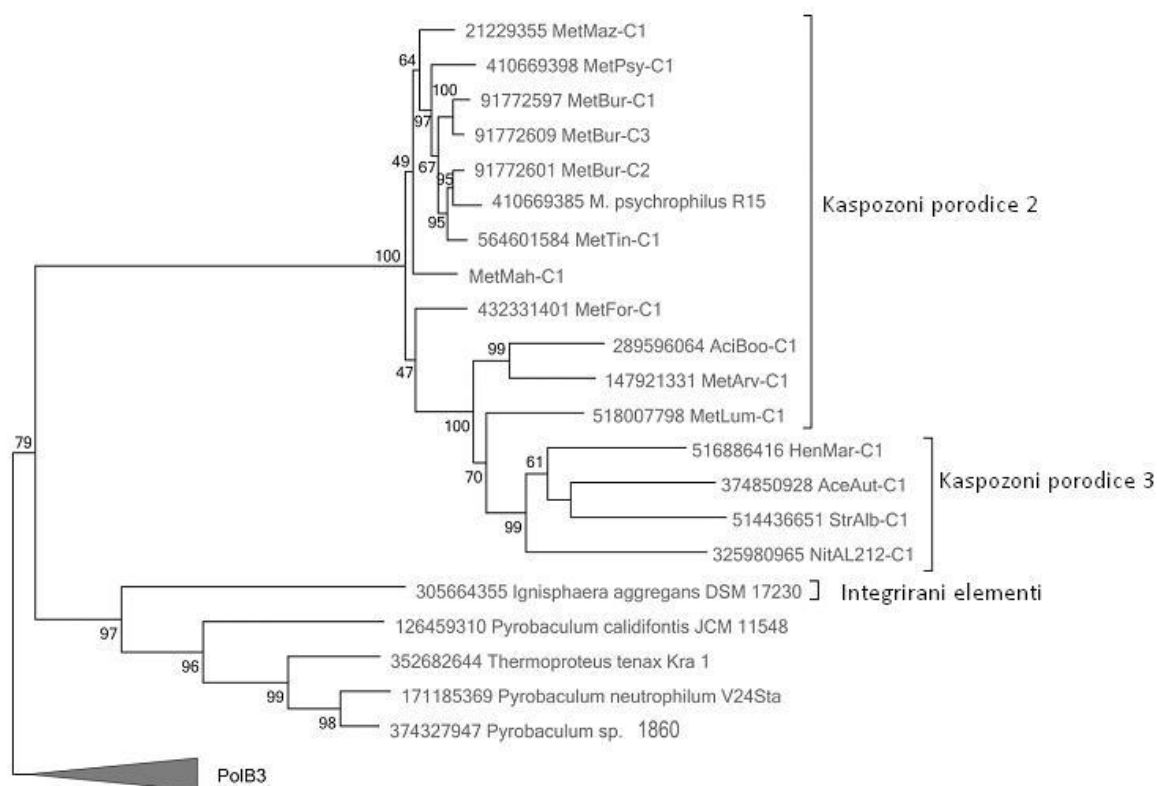 21229355 MetMaz-C1
64
410669398 MetPsy-C1
100
91772597 MetBur-C1
97
91772609 MetBur-C3
49
67
91772601 MetBur-C2
95
410669385 M. psychrophilus R15
Kaspozoni porodice 2
95
564601584 MetTin-C1
100
MetMah-C1
432331401 MetFor-C1
289596064 AciBoo-C1
99
47
147921331 MetArv-C1
518007798 MetLum-C1
100
79
516886416 HenMar-C1
61
70
374850928 AceAut-C1
Kaspozoni porodice 3
514436651 StrAlb-C1
99
325980965 NitAL212-C1
305664355 Ignisphaera aggregans DSM 17230
Integrirani elementi
97
126459310 Pyrobaculum calidifontis JCM 11548
96
352682644 Thermoproteus tenax Kra 1
99
171185369 Pyrobaculum neutrophilum V24Sta
98
374327947 Pyrobaculum sp. 1860
PolB3